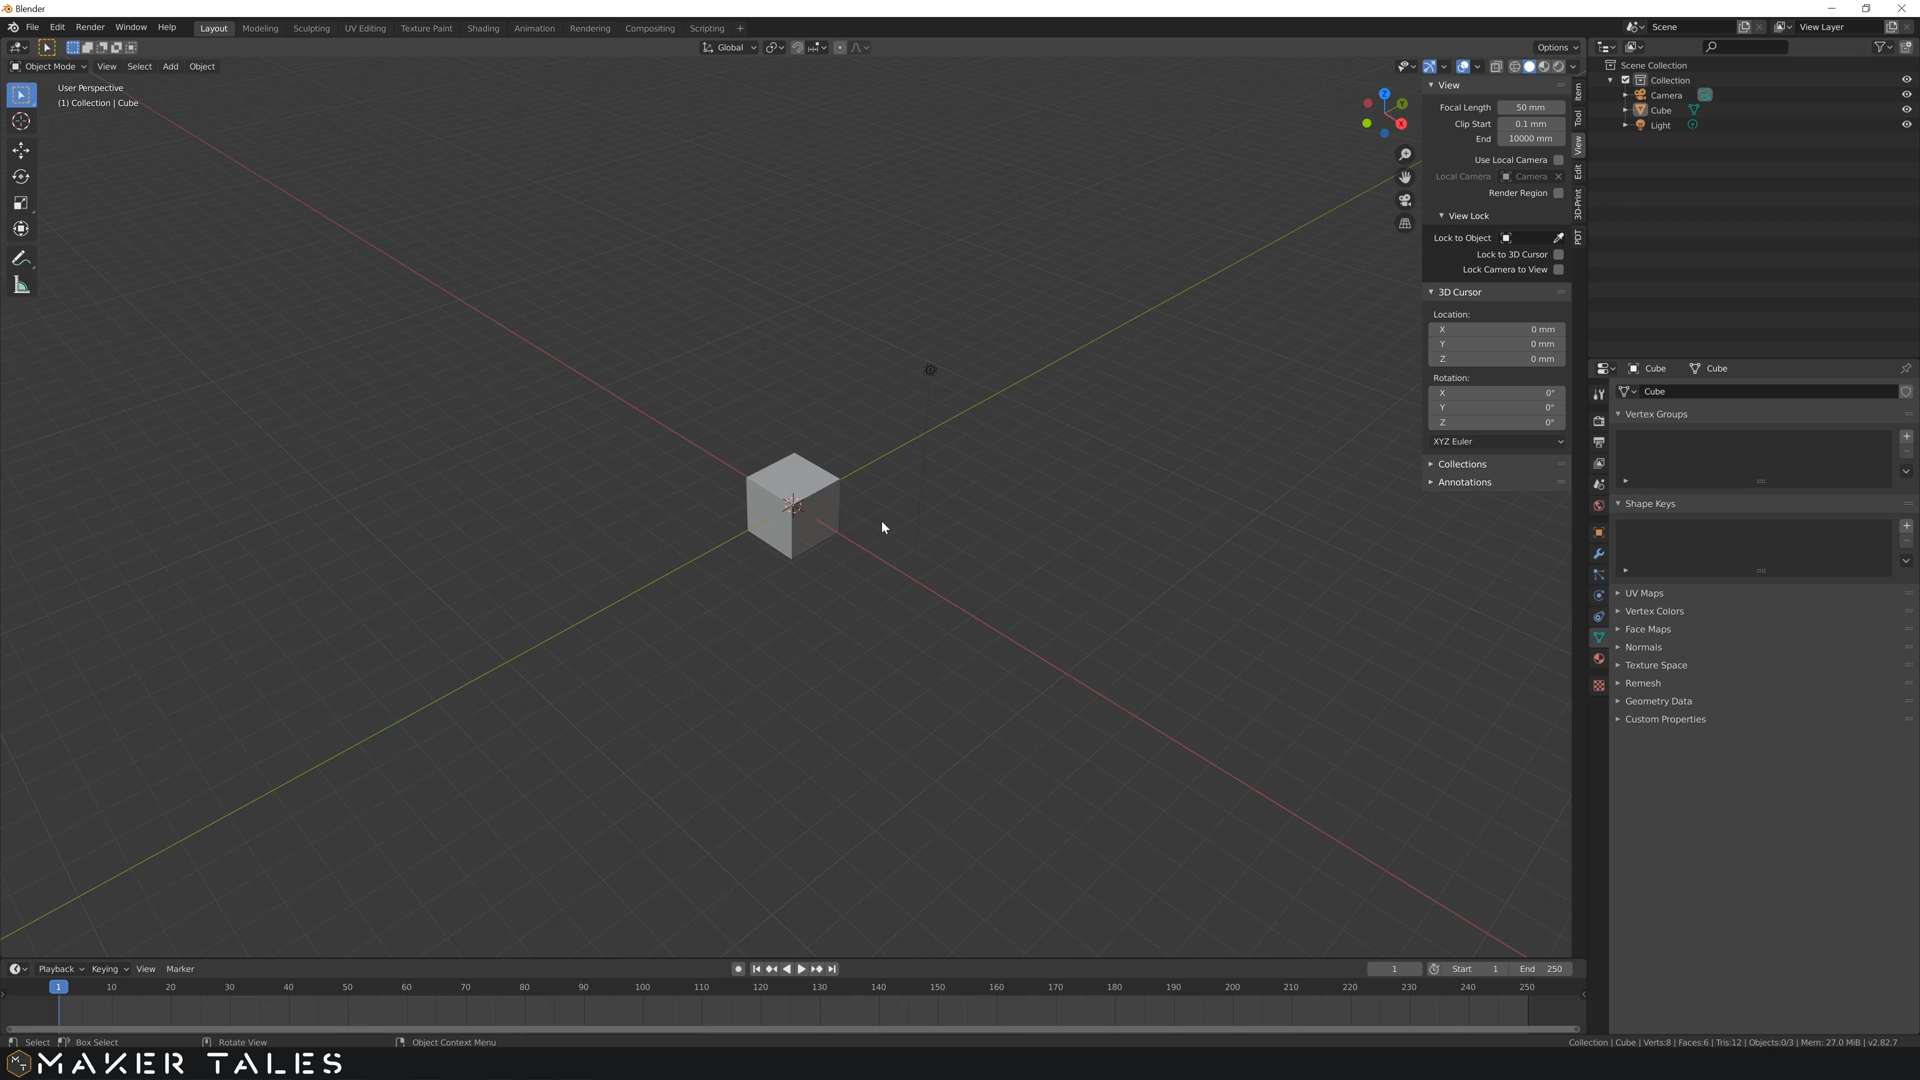 Blender
File Edit Render Window Help Layout Modeling Sculpting UV Editing Texture Paint Shading Animation Rendering Compositing Scripting + Scene View Layer
Global Options
Object Mode View Select Add Object
User Perspective
(1) Collection | Cube
Z
Y
X
View
Focal Length 50 mm
Clip Start 0.1 mm
End 10000 mm
Use Local Camera
Local Camera Camera
Render Region
View Lock
Lock to Object
Lock to 3D Cursor
Lock Camera to View
3D Cursor
Location:
X 0 mm
Y 0 mm
Z 0 mm
Rotation:
X 0°
Y 0°
Z 0°
XYZ Euler
Collections
Annotations
Item
Tool
View
Edit
3D-Print
PDT
Scene Collection
Collection
Camera
Cube
Light
Cube Cube
Cube
Vertex Groups
Shape Keys
UV Maps
Vertex Colors
Face Maps
Normals
Texture Space
Remesh
Geometry Data
Custom Properties
Playback Keying View Marker 1 Start 1 End 250
1 10 20 30 40 50 60 70 80 90 100 110 120 130 140 150 160 170 180 190 200 210 220 230 240 250
Select Box Select Rotate View Object Context Menu Collection | Cube | Verts:8 | Faces:6 | Tris:12 | Objects:0/3 | Mem: 27.0 MiB | v2.82.7
MAKER TALES